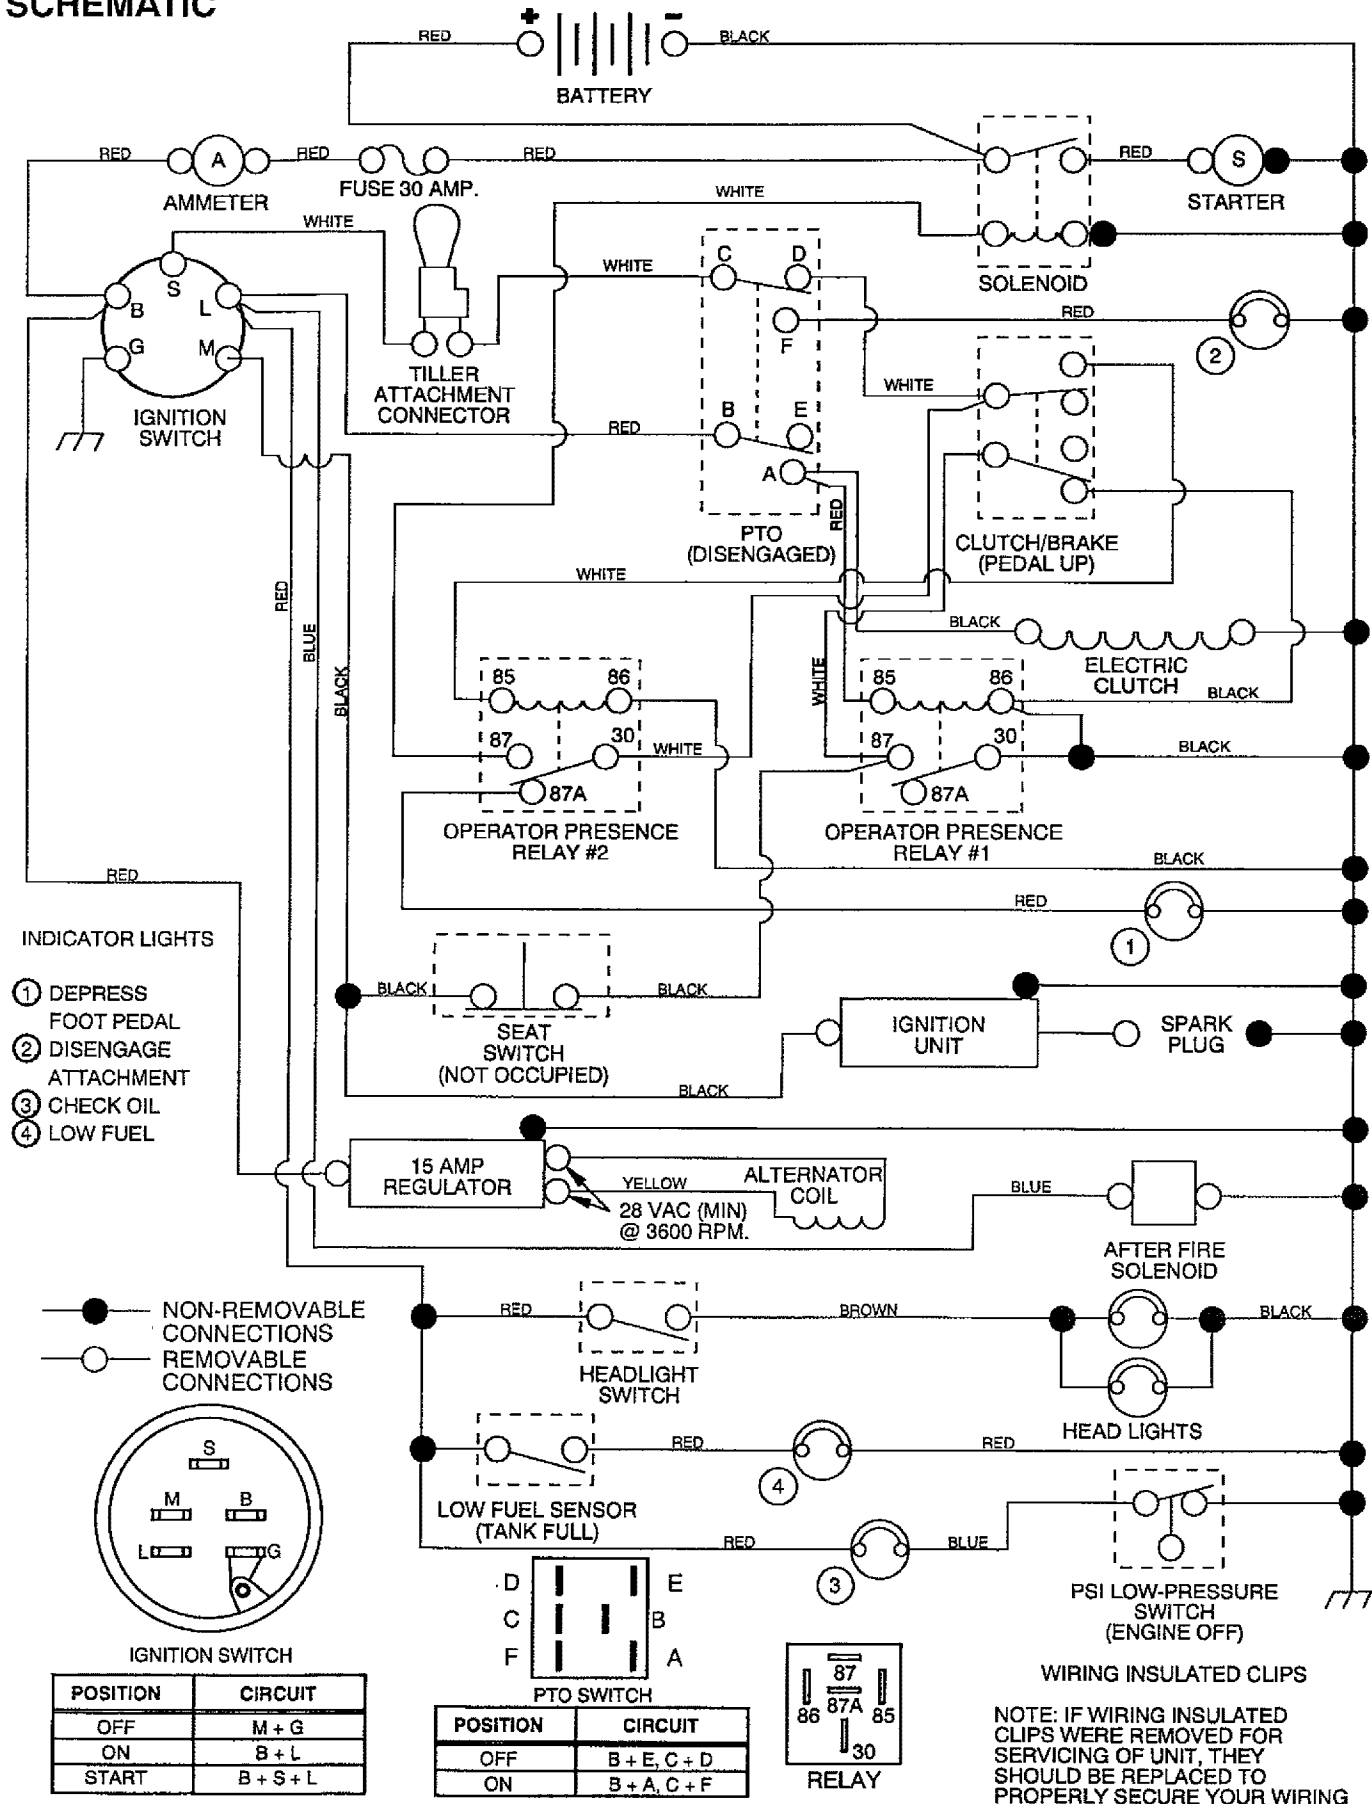 SCHEMATIC
+ -
RED
BLACK
BATTERY
RED
A
RED
RED
RED
S
AMMETER
FUSE 30 AMP.
WHITE
STARTER
WHITE
S
C
D
WHITE
SOLENOID
B
L
F
RED
2
G
M
TILLER
ATTACHMENT
CONNECTOR
WHITE
IGNITION
SWITCH
B
E
RED
A
RED
PTO
(DISENGAGED)
CLUTCH/BRAKE
(PEDAL UP)
WHITE
RED
BLUE
BLACK
BLACK
ELECTRIC
CLUTCH
WHITE
85
86
85
86
BLACK
87
30
WHITE
87
30
BLACK
87A
87A
OPERATOR PRESENCE
RELAY #2
OPERATOR PRESENCE
RELAY #1
BLACK
RED
RED
1
INDICATOR LIGHTS
1 DEPRESS
FOOT PEDAL
2 DISENGAGE
ATTACHMENT
3 CHECK OIL
4 LOW FUEL
BLACK
BLACK
SEAT
SWITCH
(NOT OCCUPIED)
IGNITION
UNIT
SPARK
PLUG
BLACK
15 AMP
REGULATOR
YELLOW
ALTERNATOR
COIL
28 VAC (MIN)
@ 3600 RPM.
BLUE
AFTER FIRE
SOLENOID
NON-REMOVABLE
CONNECTIONS
REMOVABLE
CONNECTIONS
RED
BROWN
BLACK
HEADLIGHT
SWITCH
HEAD LIGHTS
RED
RED
4
LOW FUEL SENSOR
(TANK FULL)
RED
BLUE
3
PSI LOW-PRESSURE
SWITCH
(ENGINE OFF)
S
M
B
L
G
IGNITION SWITCH
POSITION CIRCUIT
OFF M + G
ON B + L
START B + S + L
D E
C B
F A
PTO SWITCH
POSITION CIRCUIT
OFF B + E, C + D
ON B + A, C + F
87
86 87A 85
30
RELAY
WIRING INSULATED CLIPS
NOTE: IF WIRING INSULATED
CLIPS WERE REMOVED FOR
SERVICING OF UNIT, THEY
SHOULD BE REPLACED TO
PROPERLY SECURE YOUR WIRING